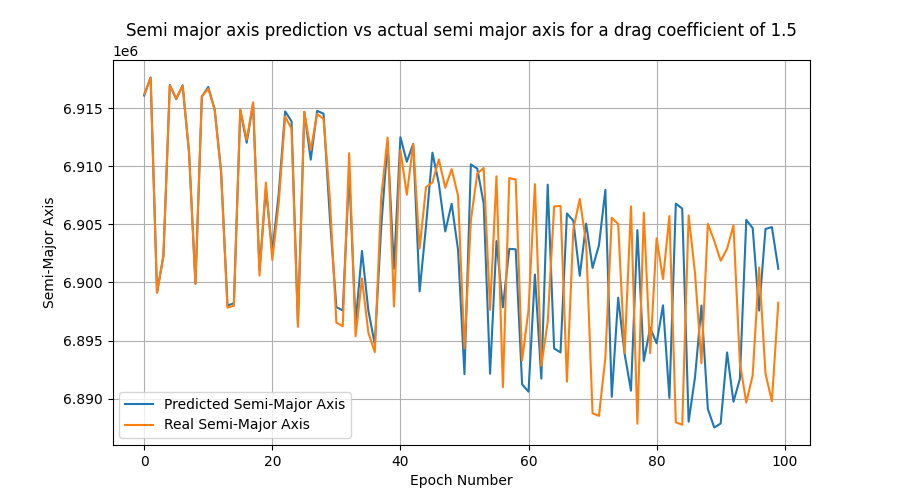 Semi major axis prediction vs actual semi major axis for a drag coefficient of 1.5
1e6
6.915
6.910
6.905
6.900
6.895
6.890
Semi-Major Axis
Predicted Semi-Major Axis
Real Semi-Major Axis
0 20 40 60 80 100
Epoch Number